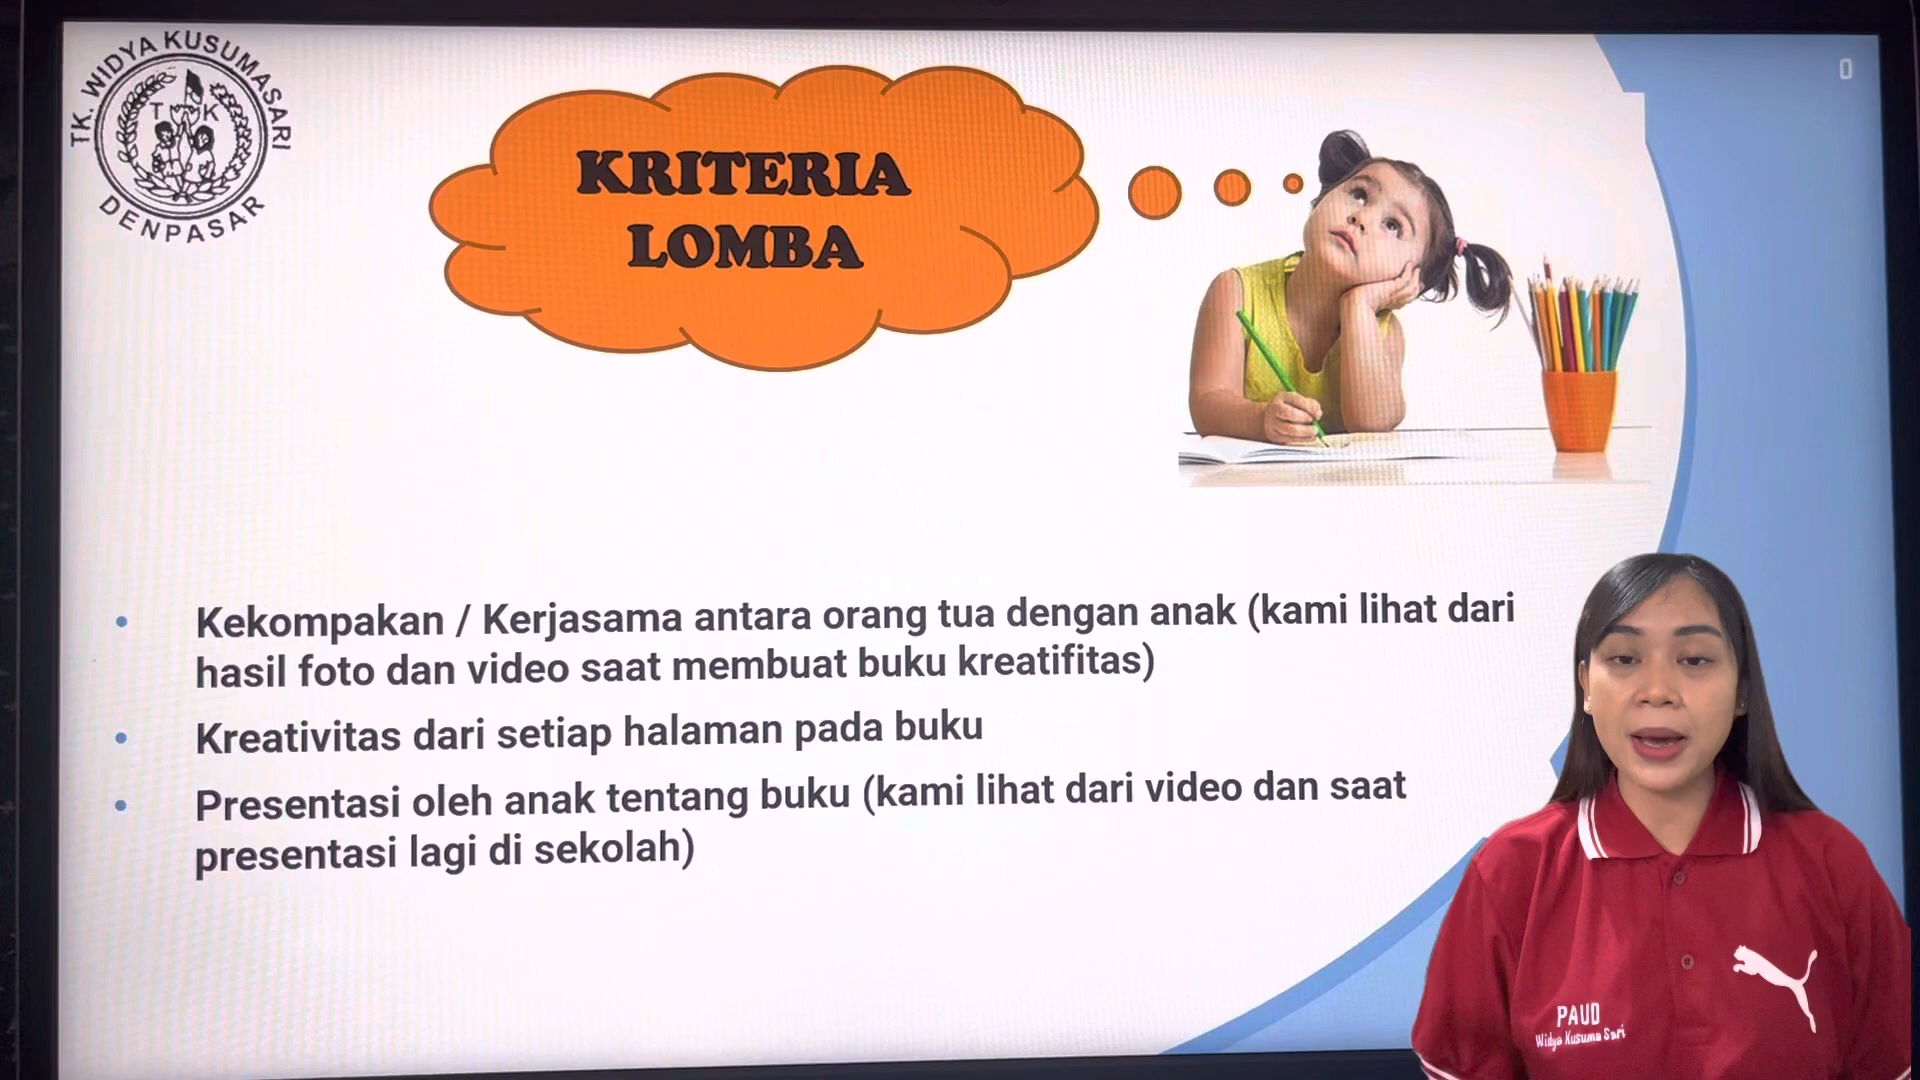 TK. WIDYA KUSUMASARI
T K
DENPASAR
0
KRITERIA
LOMBA
• Kekompakan / Kerjasama antara orang tua dengan anak (kami lihat dari
hasil foto dan video saat membuat buku kreatifitas)
• Kreativitas dari setiap halaman pada buku
• Presentasi oleh anak tentang buku (kami lihat dari video dan saat
presentasi lagi di sekolah)
PAUD
Widya Kusuma Sari